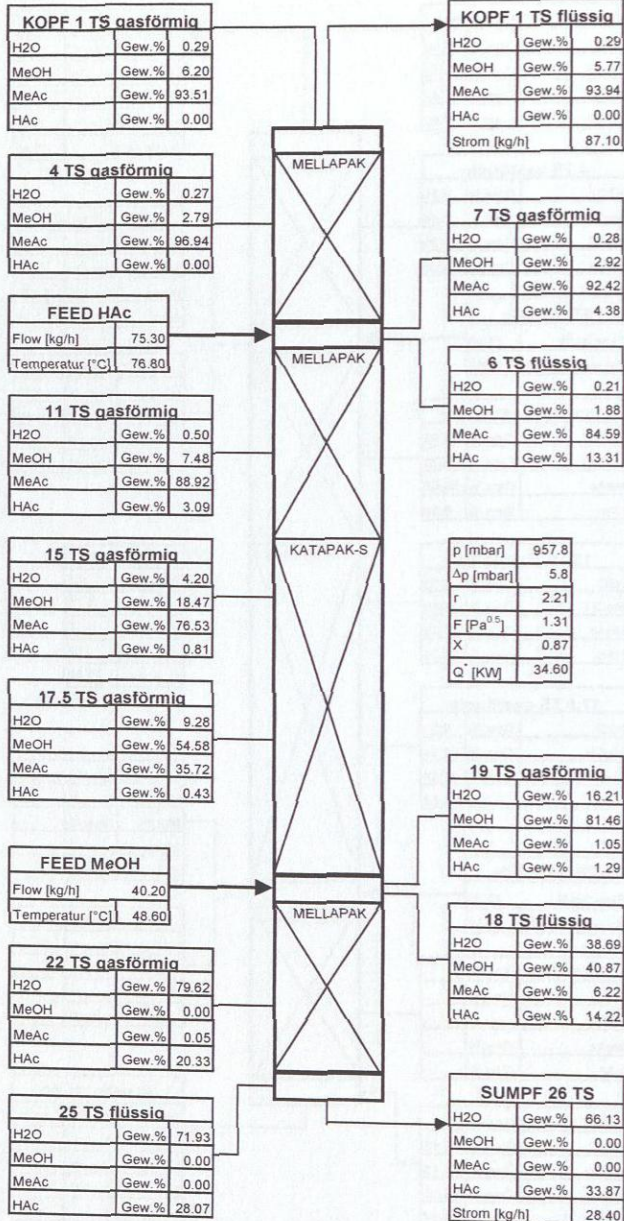 KOPF 1 TS gasförmig
H2O Gew.% 0.29
MeOH Gew.% 6.20
MeAc Gew.% 93.51
HAc Gew.% 0.00
KOPF 1 TS flüssig
H2O Gew.% 0.29
MeOH Gew.% 5.77
MeAc Gew.% 93.94
HAc Gew.% 0.00
Strom [kg/h] 87.10
MELLAPAK
4 TS gasförmig
H2O Gew.% 0.27
MeOH Gew.% 2.79
MeAc Gew.% 96.94
HAc Gew.% 0.00
7 TS gasförmig
H2O Gew.% 0.28
MeOH Gew.% 2.92
MeAc Gew.% 92.42
HAc Gew.% 4.38
FEED HAc
Flow [kg/h] 75.30
Temperatur [°C] 76.80
MELLAPAK
6 TS flüssig
H2O Gew.% 0.21
MeOH Gew.% 1.88
MeAc Gew.% 84.59
HAc Gew.% 13.31
11 TS gasförmig
H2O Gew.% 0.50
MeOH Gew.% 7.48
MeAc Gew.% 88.92
HAc Gew.% 3.09
KATAPAK-S
15 TS gasförmig
H2O Gew.% 4.20
MeOH Gew.% 18.47
MeAc Gew.% 76.53
HAc Gew.% 0.81
p [mbar] 957.8
Δp [mbar] 5.8
r 2.21
F [Pa^0.5] 1.31
X 0.87
Q˙ [KW] 34.60
17.5 TS gasförmig
H2O Gew.% 9.28
MeOH Gew.% 54.58
MeAc Gew.% 35.72
HAc Gew.% 0.43
19 TS gasförmig
H2O Gew.% 16.21
MeOH Gew.% 81.46
MeAc Gew.% 1.05
HAc Gew.% 1.29
FEED MeOH
Flow [kg/h] 40.20
Temperatur [°C] 48.60
MELLAPAK
18 TS flüssig
H2O Gew.% 38.69
MeOH Gew.% 40.87
MeAc Gew.% 6.22
HAc Gew.% 14.22
22 TS gasförmig
H2O Gew.% 79.62
MeOH Gew.% 0.00
MeAc Gew.% 0.05
HAc Gew.% 20.33
25 TS flüssig
H2O Gew.% 71.93
MeOH Gew.% 0.00
MeAc Gew.% 0.00
HAc Gew.% 28.07
SUMPF 26 TS
H2O Gew.% 66.13
MeOH Gew.% 0.00
MeAc Gew.% 0.00
HAc Gew.% 33.87
Strom [kg/h] 28.40